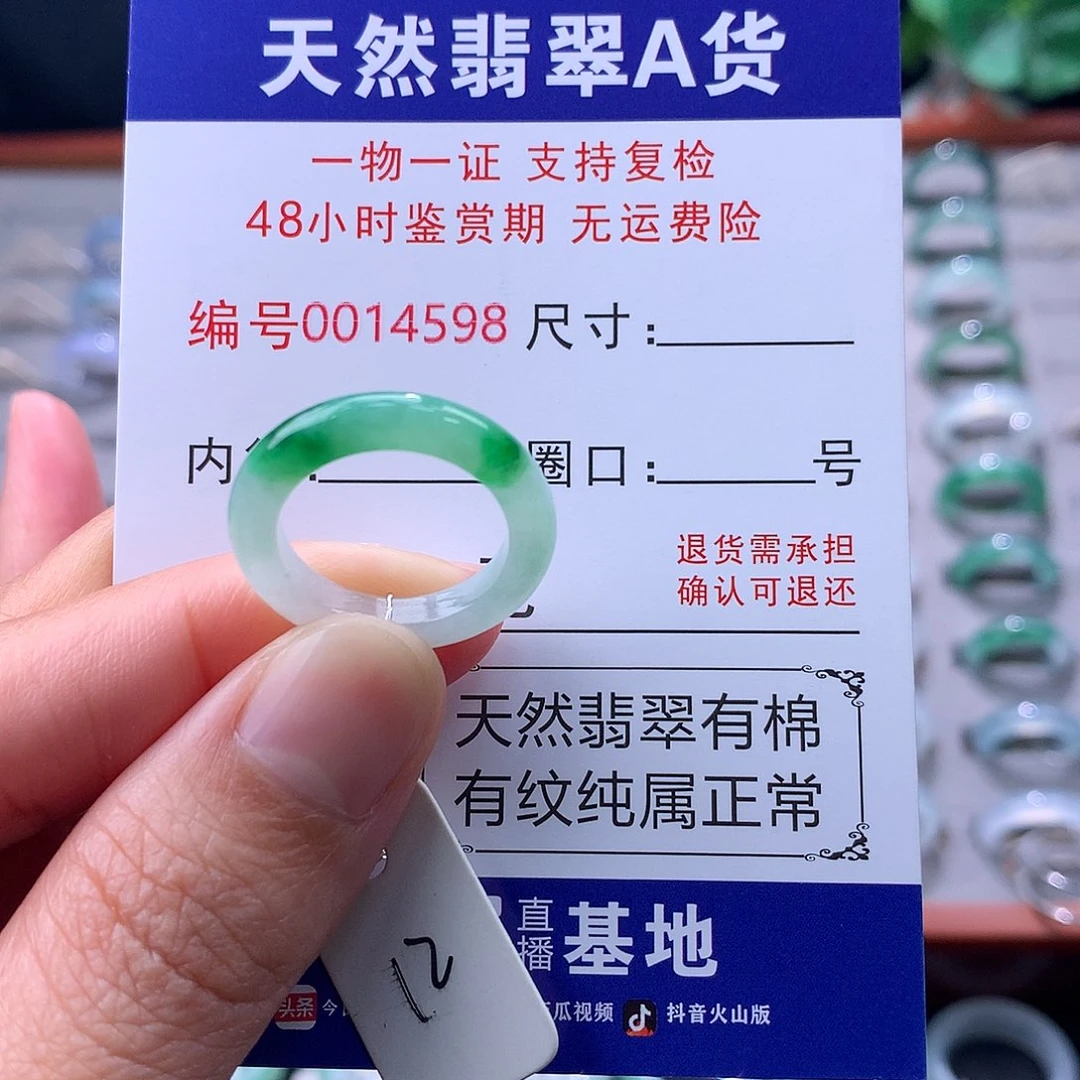 天然翡翠A货
一物一证 支持复检
48小时鉴赏期 无运费险
编号0014598 尺寸:
内 圈口: 号
退货需承担
确认可退还
天然翡翠有棉
有纹纯属正常
直播 基地
头条 今 瓜视频 抖音火山版
12